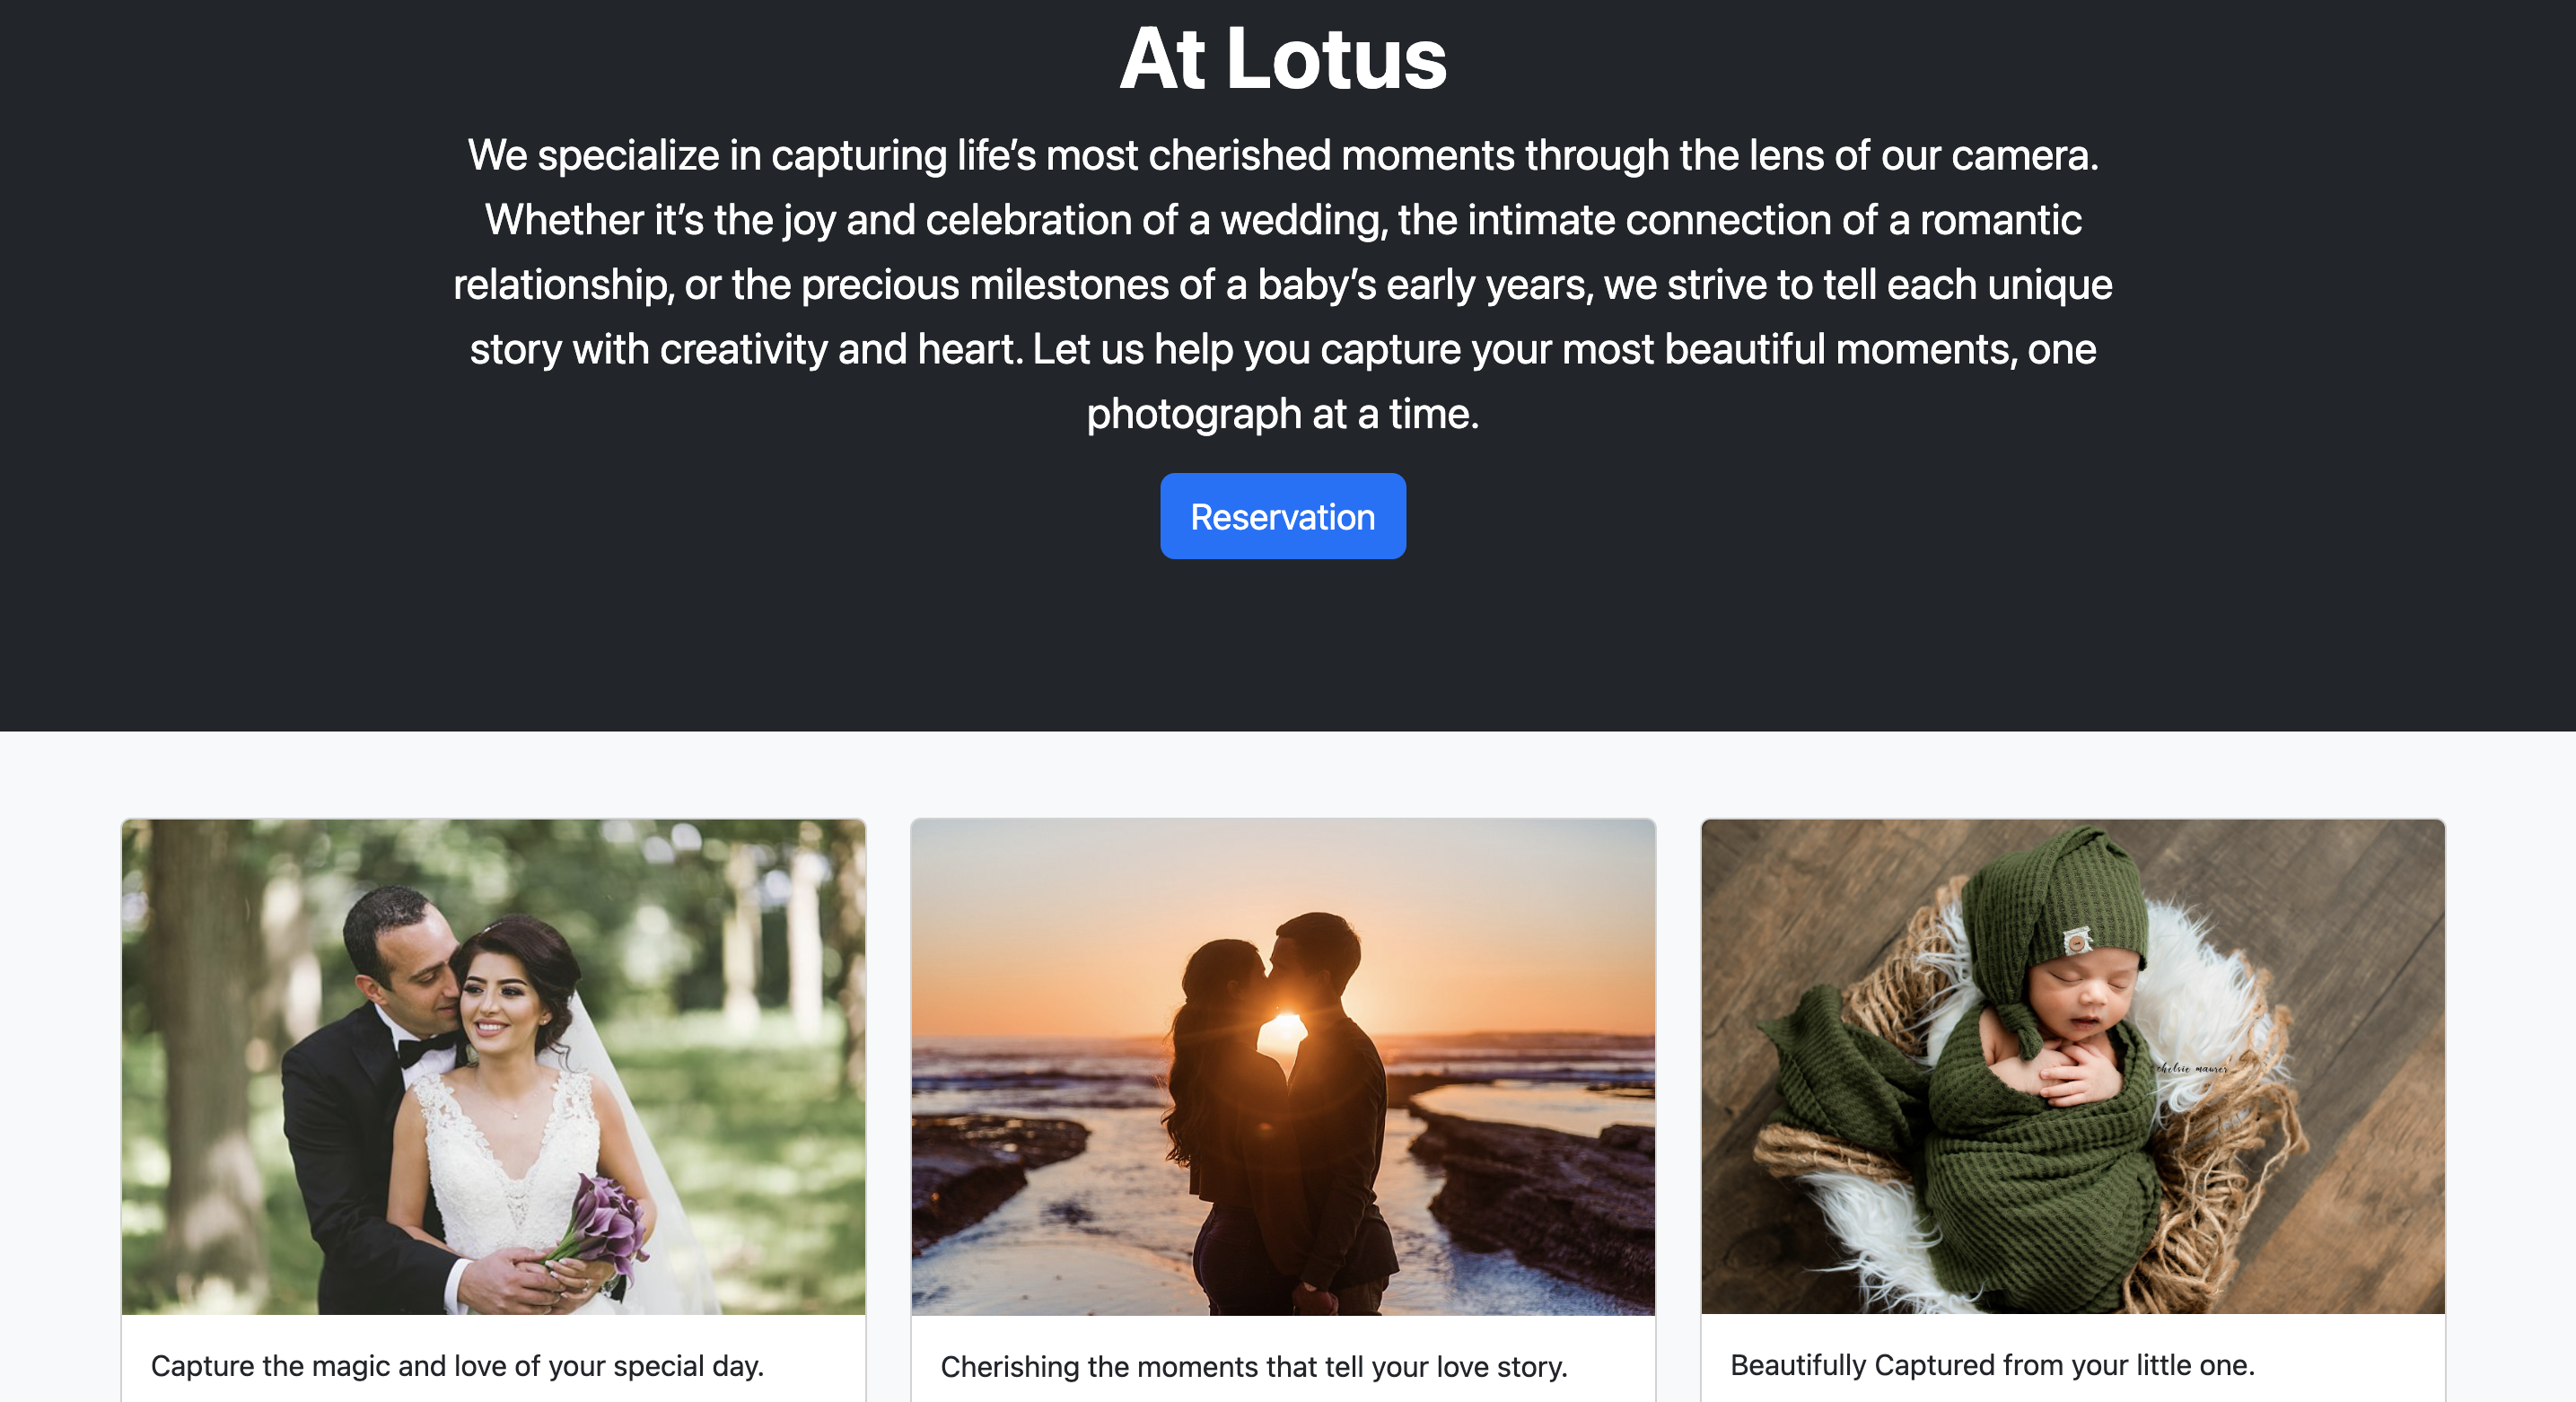 At Lotus
We specialize in capturing life’s most cherished moments through the lens of our camera.
Whether it’s the joy and celebration of a wedding, the intimate connection of a romantic
relationship, or the precious milestones of a baby’s early years, we strive to tell each unique
story with creativity and heart. Let us help you capture your most beautiful moments, one
photograph at a time.
Reservation
chelsie maurer
Capture the magic and love of your special day.
Cherishing the moments that tell your love story.
Beautifully Captured from your little one.